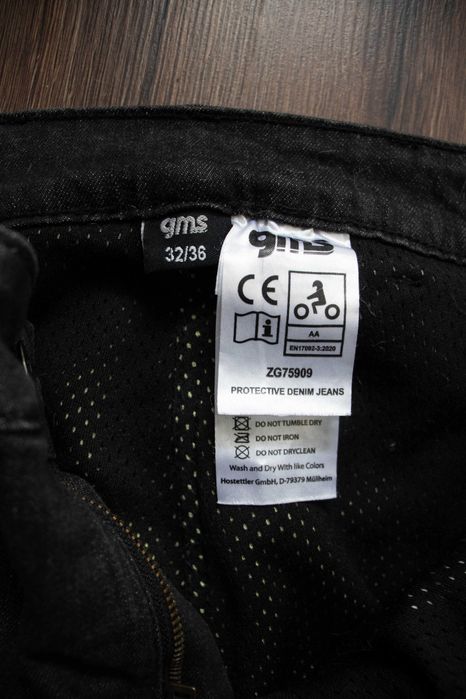 gms
32/36
gms
CE
i
AA
EN17092-3:2020
ZG75909
PROTECTIVE DENIM JEANS
DO NOT TUMBLE DRY
DO NOT IRON
DO NOT DRYCLEAN
Wash and Dry With like Colors
Hostettler GmbH, D-79379 Müllheim